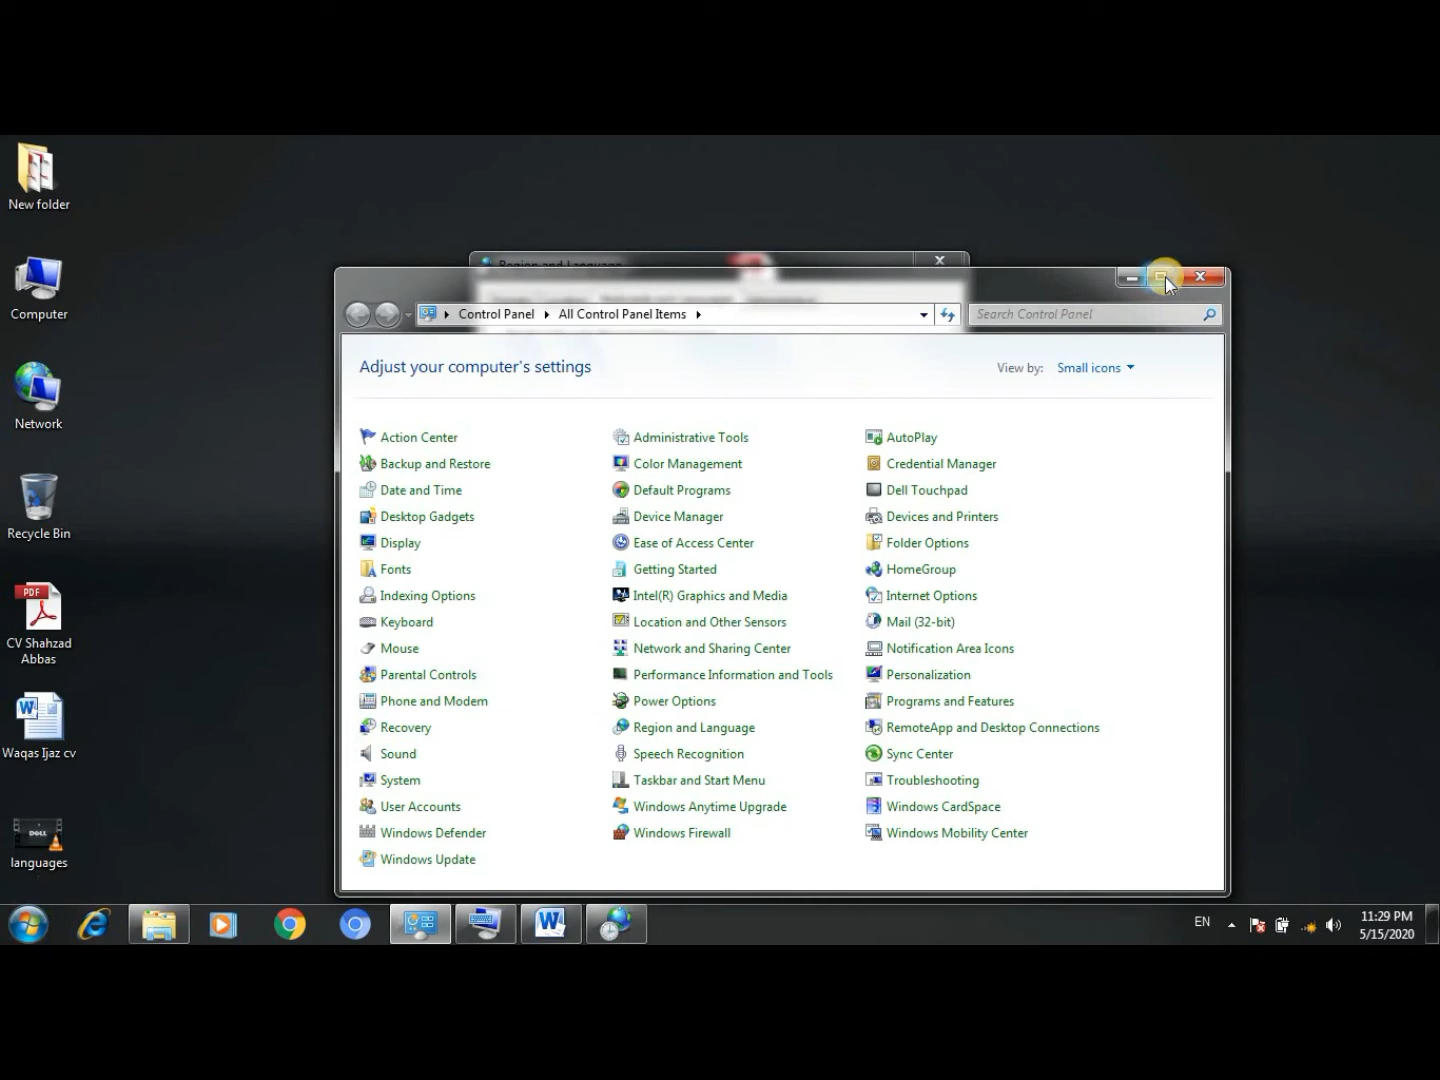 New folder
Computer
Network
Recycle Bin
PDF
CV Shahzad
Abbas
Waqas Ijaz cv
DELL
languages
Region and Language
Control Panel
All Control Panel Items
Search Control Panel
Adjust your computer's settings
View by: Small icons
Action Center
Administrative Tools
AutoPlay
Backup and Restore
Color Management
Credential Manager
Date and Time
Default Programs
Dell Touchpad
Desktop Gadgets
Device Manager
Devices and Printers
Display
Ease of Access Center
Folder Options
Fonts
Getting Started
HomeGroup
Indexing Options
Intel(R) Graphics and Media
Internet Options
Keyboard
Location and Other Sensors
Mail (32-bit)
Mouse
Network and Sharing Center
Notification Area Icons
Parental Controls
Performance Information and Tools
Personalization
Phone and Modem
Power Options
Programs and Features
Recovery
Region and Language
RemoteApp and Desktop Connections
Sound
Speech Recognition
Sync Center
System
Taskbar and Start Menu
Troubleshooting
User Accounts
Windows Anytime Upgrade
Windows CardSpace
Windows Defender
Windows Firewall
Windows Mobility Center
Windows Update
EN
11:29 PM
5/15/2020